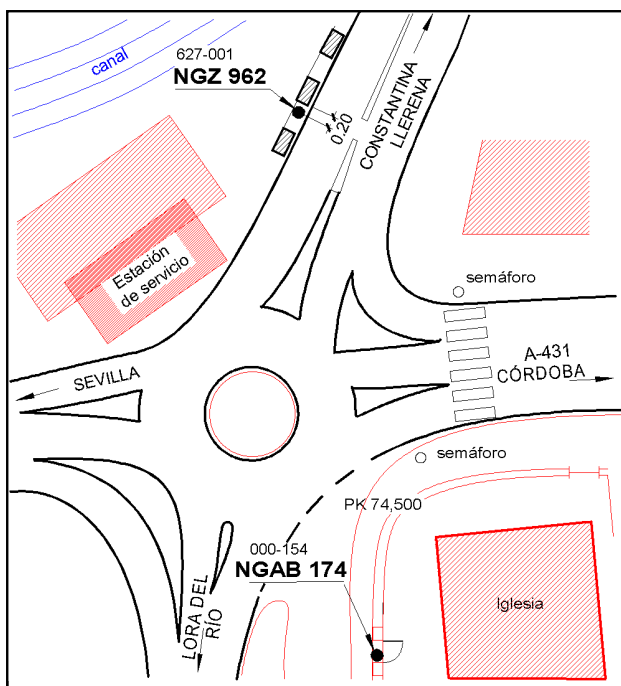 canal
627-001
NGZ 962
0.20
CONSTANTINA
LLERENA
Estación
de servicio
semáforo
SEVILLA
A-431
CÓRDOBA
semáforo
PK 74,500
000-154
NGAB 174
LORA DEL
RÍO
Iglesia